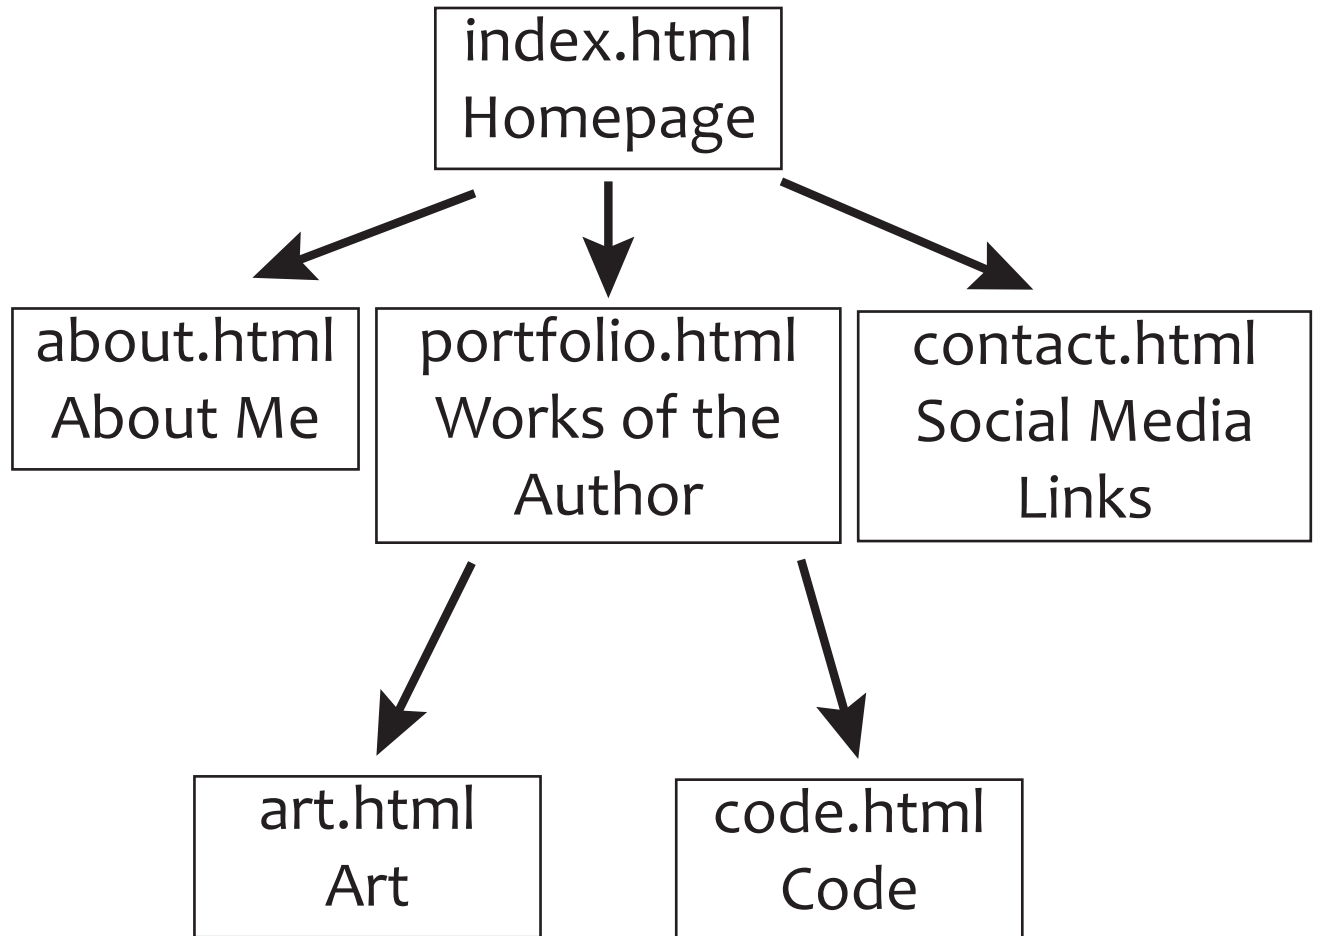 index.html
Homepage
about.html
About Me
portfolio.html
Works of the
Author
contact.html
Social Media
Links
art.html
Art
code.html
Code